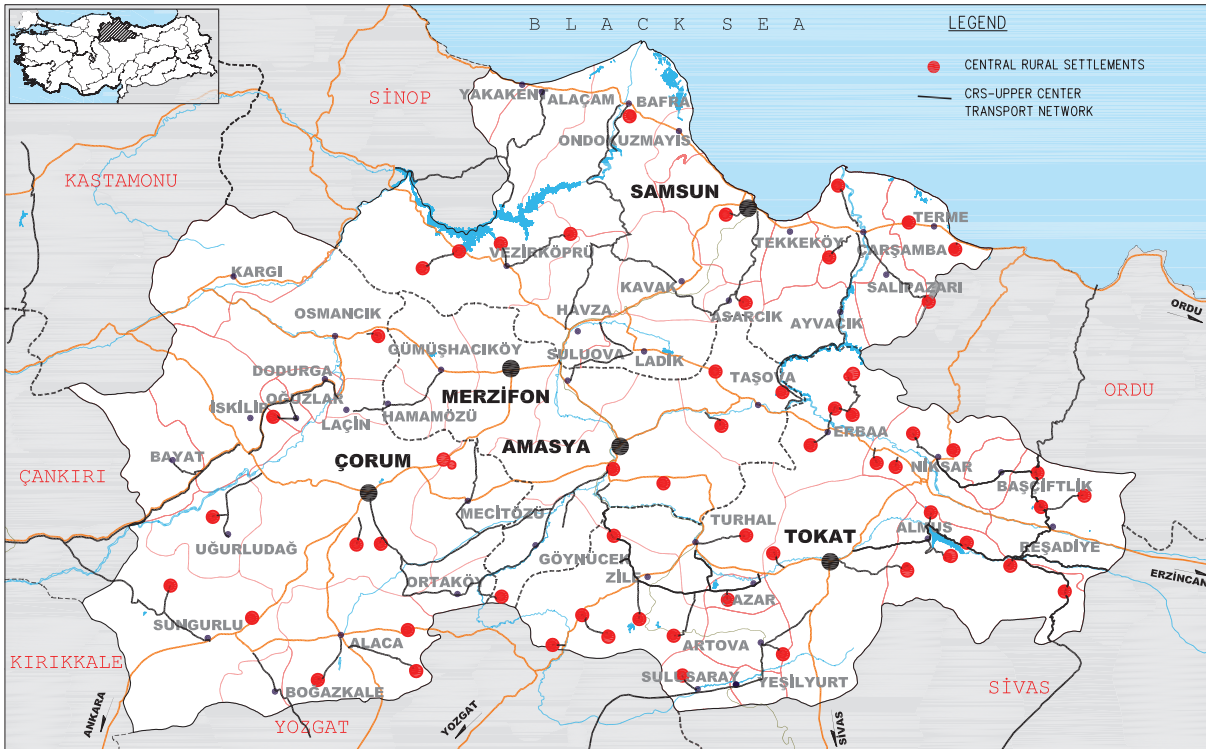 BLACK SEA
LEGEND
CENTRAL RURAL SETTLEMENTS
CRS-UPPER CENTER
TRANSPORT NETWORK
SİNOP
YAKAKENT
ALAÇAM
BAFRA
ONDOKUZMAYIS
KASTAMONU
SAMSUN
TERME
TEKKEKÖY
ÇARŞAMBA
VEZİRKÖPRÜ
KARGI
KAVAK
SALIPAZARI
ORDU
OSMANCIK
HAVZA
ASARCIK
AYVACIK
GÜMÜŞHACIKÖY
SULUOVA
LADİK
DODURGA
TAŞOVA
ORDU
OĞUZLAR
MERZİFON
İSKİLİP
LAÇİN
HAMAMÖZÜ
ERBAA
AMASYA
BAYAT
ÇORUM
NİKSAR
ÇANKIRI
BAŞÇİFTLİK
MECİTÖZÜ
TURHAL
TOKAT
ALMUS
UĞURLUDAĞ
REŞADİYE
GÖYNÜCEK
ZİLE
ORTAKÖY
ERZİNCAN
AZAR
SUNGURLU
ALACA
ARTOVA
KIRIKKALE
SULUSARAY
YEŞİLYURT
SİVAS
BOĞAZKALE
ANKARA
YOZGAT
YOZGAT
SİVAS